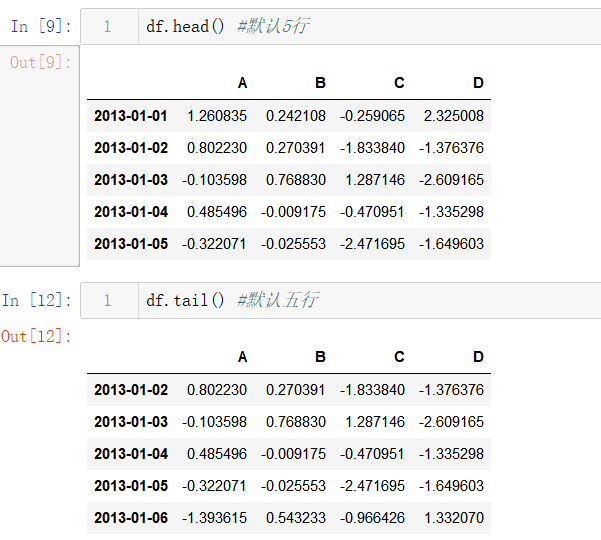 In [9]: 1 df.head() #默认5行
Out[9]:
A B C D
2013-01-01 1.260835 0.242108 -0.259065 2.325008
2013-01-02 0.802230 0.270391 -1.833840 -1.376376
2013-01-03 -0.103598 0.768830 1.287146 -2.609165
2013-01-04 0.485496 -0.009175 -0.470951 -1.335298
2013-01-05 -0.322071 -0.025553 -2.471695 -1.649603
In [12]: 1 df.tail() #默认五行
Out[12]:
A B C D
2013-01-02 0.802230 0.270391 -1.833840 -1.376376
2013-01-03 -0.103598 0.768830 1.287146 -2.609165
2013-01-04 0.485496 -0.009175 -0.470951 -1.335298
2013-01-05 -0.322071 -0.025553 -2.471695 -1.649603
2013-01-06 -1.393615 0.543233 -0.966426 1.332070